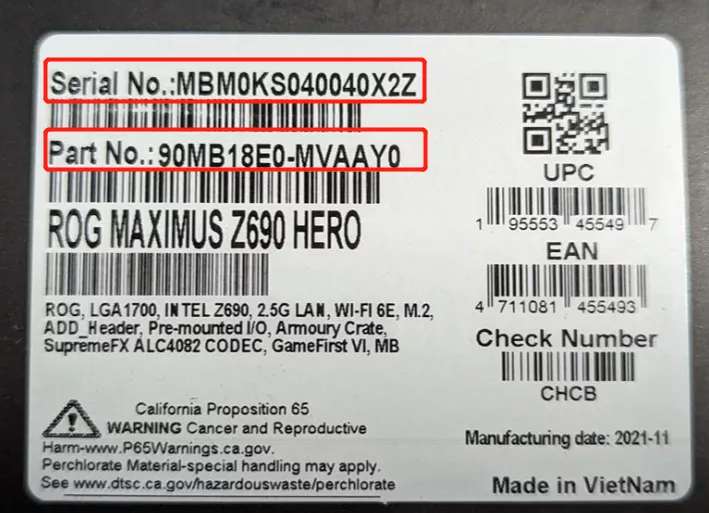 Serial No.:MBM0KS040040X2Z
Part No.:90MB18E0-MVAAY0
ROG MAXIMUS Z690 HERO
ROG, LGA1700, INTEL Z690, 2.5G LAN, WI-FI 6E, M.2,
ADD_Header, Pre-mounted I/O, Armoury Crate,
SupremeFX ALC4082 CODEC, GameFirst VI, MB
California Proposition 65
WARNING Cancer and Reproductive
Harm-www.P65Warnings.ca.gov.
Perchlorate Material-special handling may apply.
See www.dtsc.ca.gov/hazardouswaste/perchlorate
UPC
1 95553 45549 7
EAN
4 711081 455493
Check Number
CHCB
Manufacturing date: 2021-11
Made in VietNam